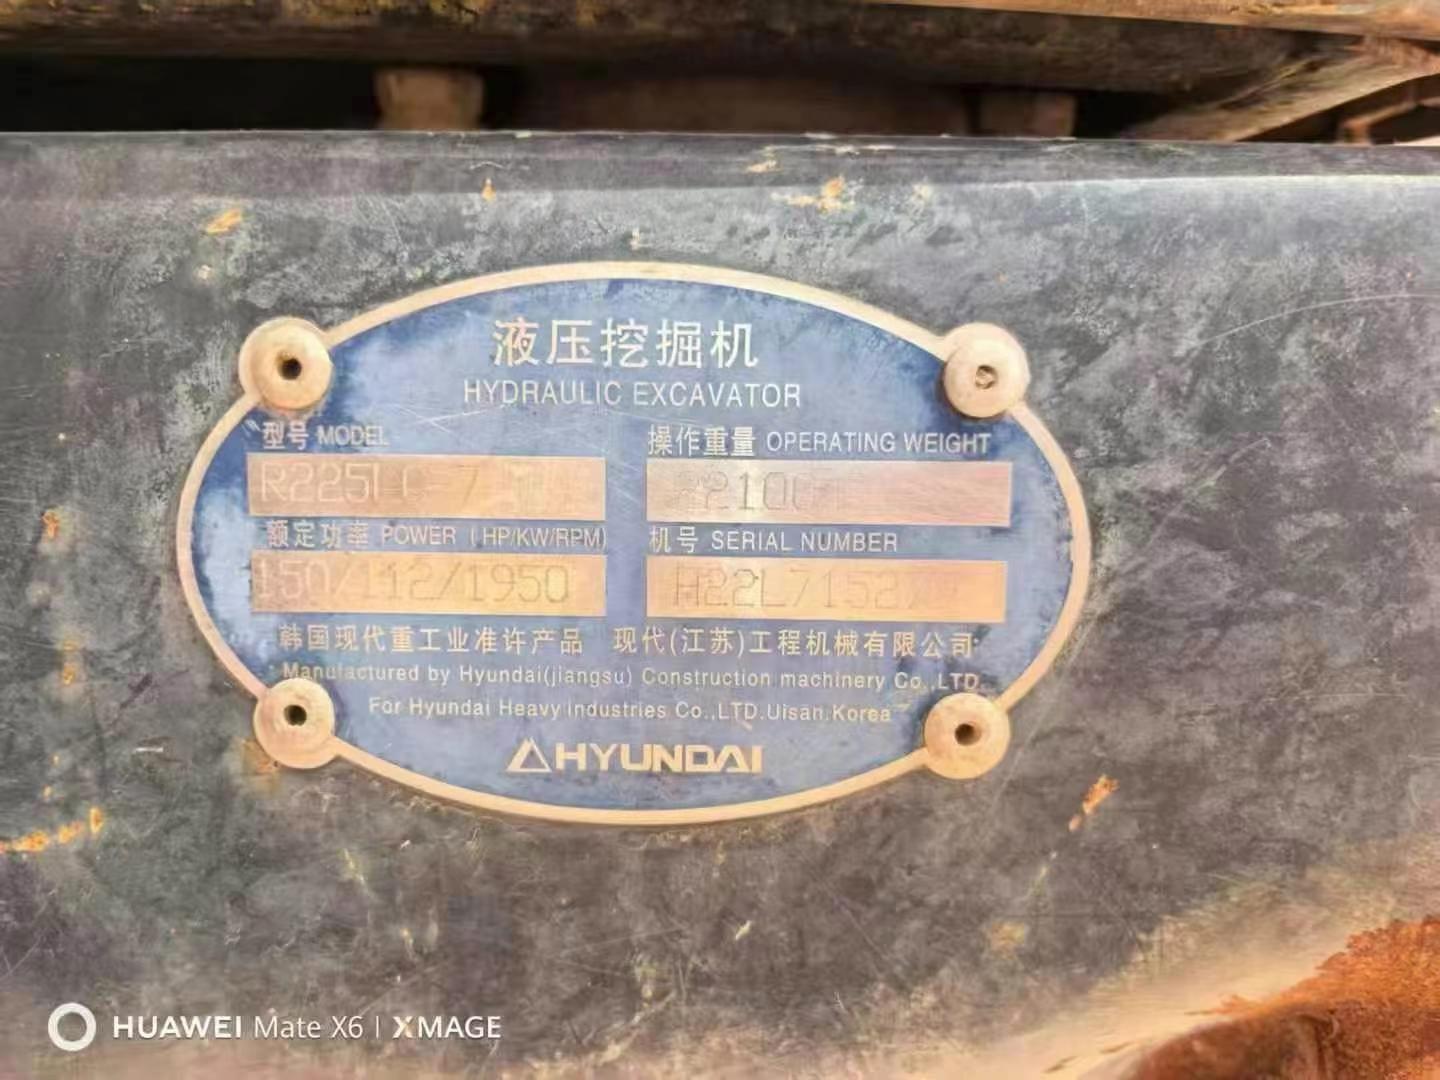 液压挖掘机
HYDRAULIC EXCAVATOR
型号 MODEL
操作重量 OPERATING WEIGHT
额定功率 POWER (HP/KW/RPM)
机号 SERIAL NUMBER
150/112/1950
韩国现代重工业准许产品 现代(江苏)工程机械有限公司
Manufactured by Hyundai(jiangsu) Construction machinery Co.,LTD.
For Hyundai Heavy industries Co.,LTD.Uisan.Korea
HYUNDAI
HUAWEI Mate X6 | XMAGE